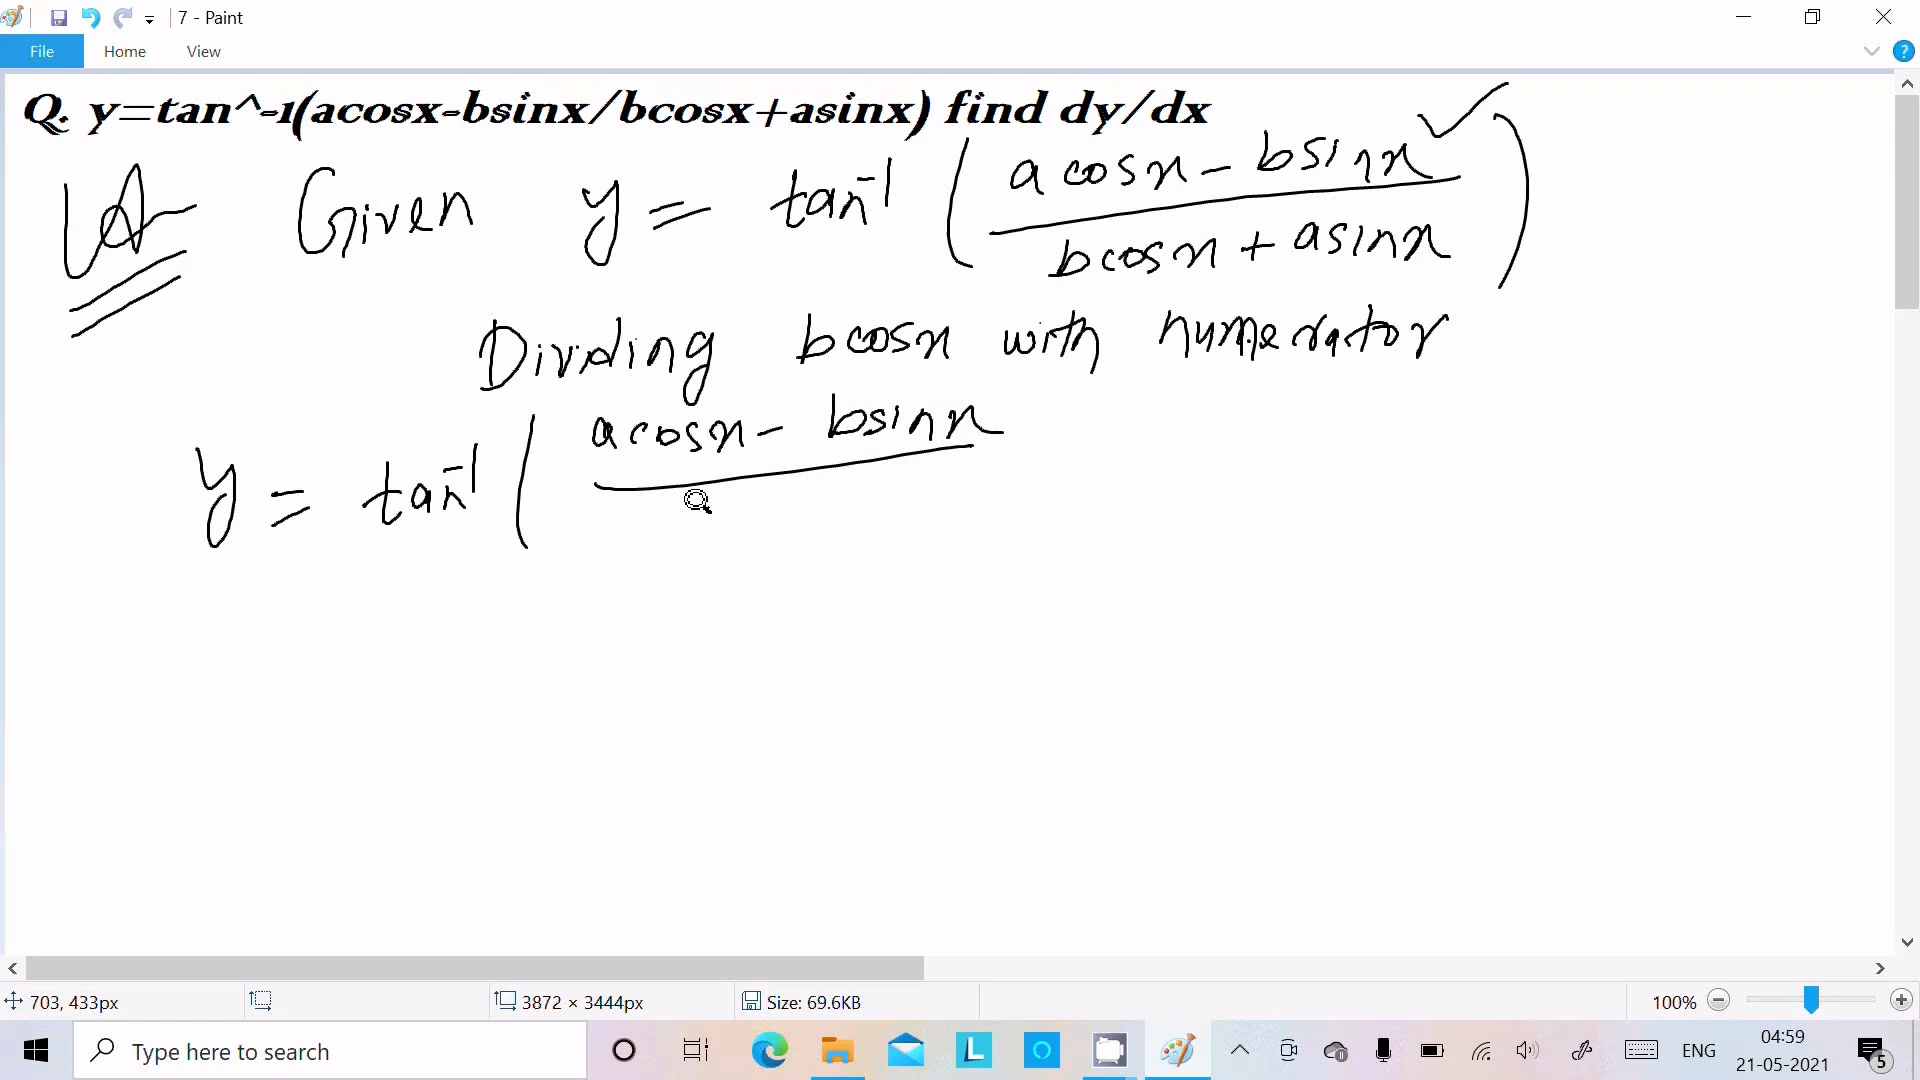 7 - Paint
File Home View
Q. y=tan^-1(acosx-bsinx/bcosx+asinx) find dy/dx
Given y = tan⁻¹ ( acosx - bsinx / bcosx + asinx )
Dividing bcosx with numerator
y = tan⁻¹ ( acosx - bsinx
703, 433px 3872 × 3444px Size: 69.6KB 100%
Type here to search L ENG 04:59
21-05-2021 5